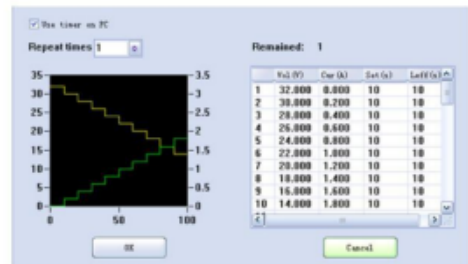 Use timer on PC
Repeat times 1
Remained: 1
35 3.5
30 3
25 2.5
20 2
15 1.5
10 1
5 0.5
0 0
0 50 100
Vol(V) Cur(A) Set(s) Left(s)
1 32.000 0.000 10 10
2 30.000 0.200 10 10
3 28.000 0.400 10 10
4 26.000 0.600 10 10
5 24.000 0.800 10 10
6 22.000 1.000 10 10
7 20.000 1.200 10 10
8 18.000 1.400 10 10
9 16.000 1.600 10 10
10 14.000 1.800 10 10
OK
Cancel